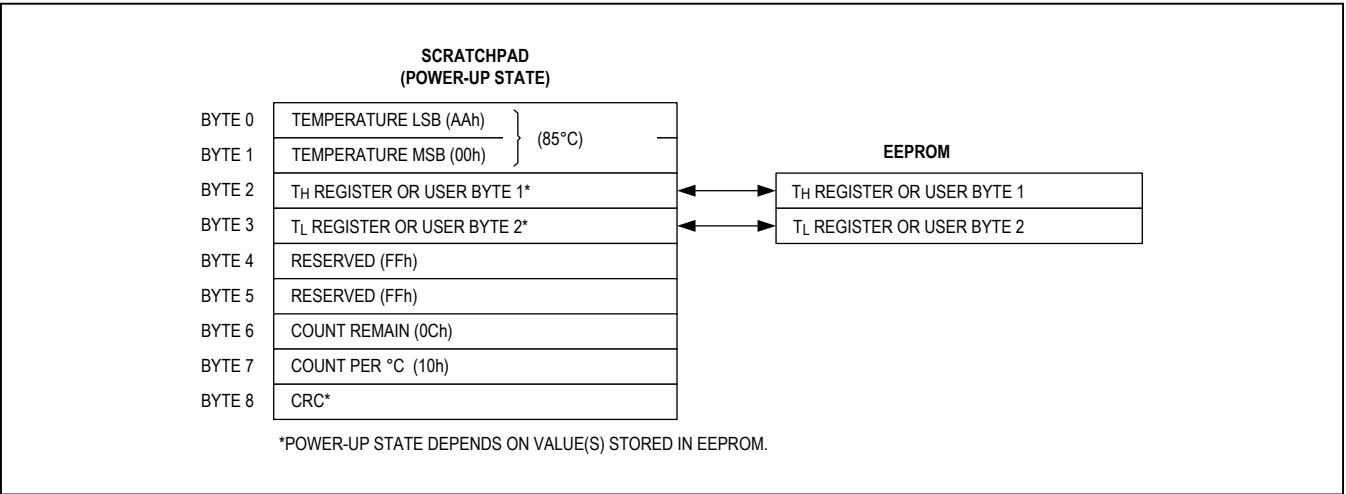 SCRATCHPAD
(POWER-UP STATE)
BYTE 0 TEMPERATURE LSB (AAh)
(85°C)
BYTE 1 TEMPERATURE MSB (00h)
EEPROM
BYTE 2 TH REGISTER OR USER BYTE 1* TH REGISTER OR USER BYTE 1
BYTE 3 TL REGISTER OR USER BYTE 2* TL REGISTER OR USER BYTE 2
BYTE 4 RESERVED (FFh)
BYTE 5 RESERVED (FFh)
BYTE 6 COUNT REMAIN (0Ch)
BYTE 7 COUNT PER °C (10h)
BYTE 8 CRC*
*POWER-UP STATE DEPENDS ON VALUE(S) STORED IN EEPROM.